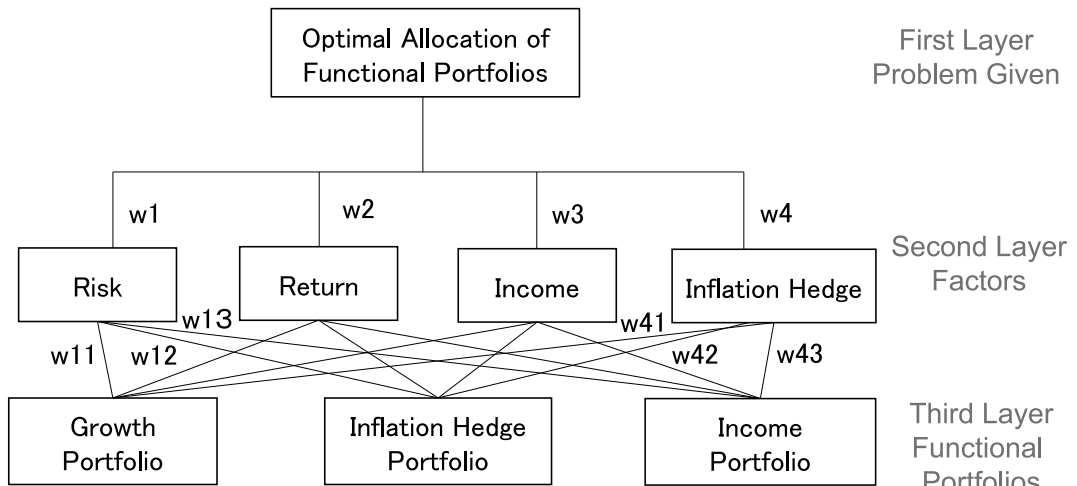 Optimal Allocation of
Functional Portfolios
First Layer
Problem Given
w1
w2
w3
w4
Risk
Return
Income
Inflation Hedge
Second Layer
Factors
w11
w12
w13
w41
w42
w43
Growth
Portfolio
Inflation Hedge
Portfolio
Income
Portfolio
Third Layer
Functional
Portfolios